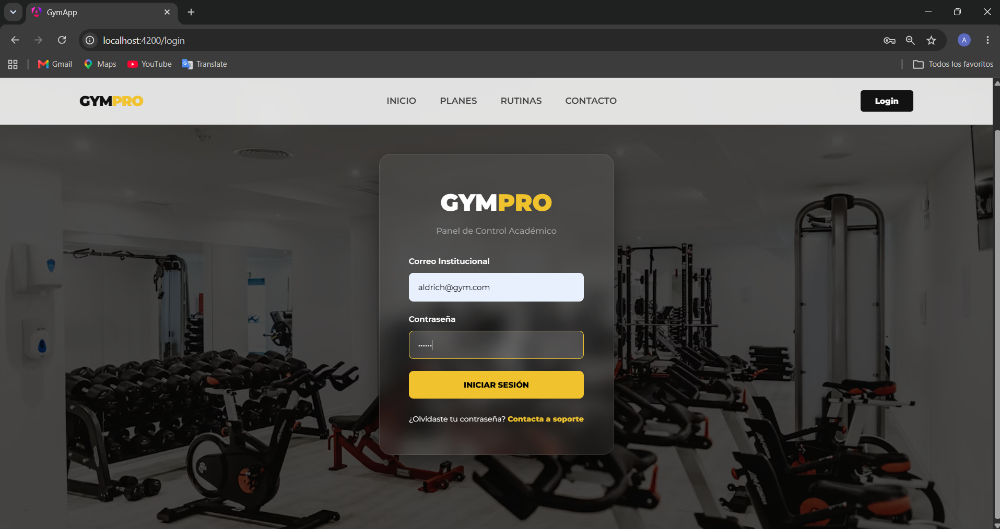 GymApp
localhost:4200/login
A
Gmail
Maps
YouTube
Translate
Todos los favoritos
GYMPRO
INICIO
PLANES
RUTINAS
CONTACTO
Login
GYMPRO
Panel de Control Académico
Correo Institucional
aldrich@gym.com
Contraseña
••••••
INICIAR SESIÓN
¿Olvidaste tu contraseña? Contacta a soporte